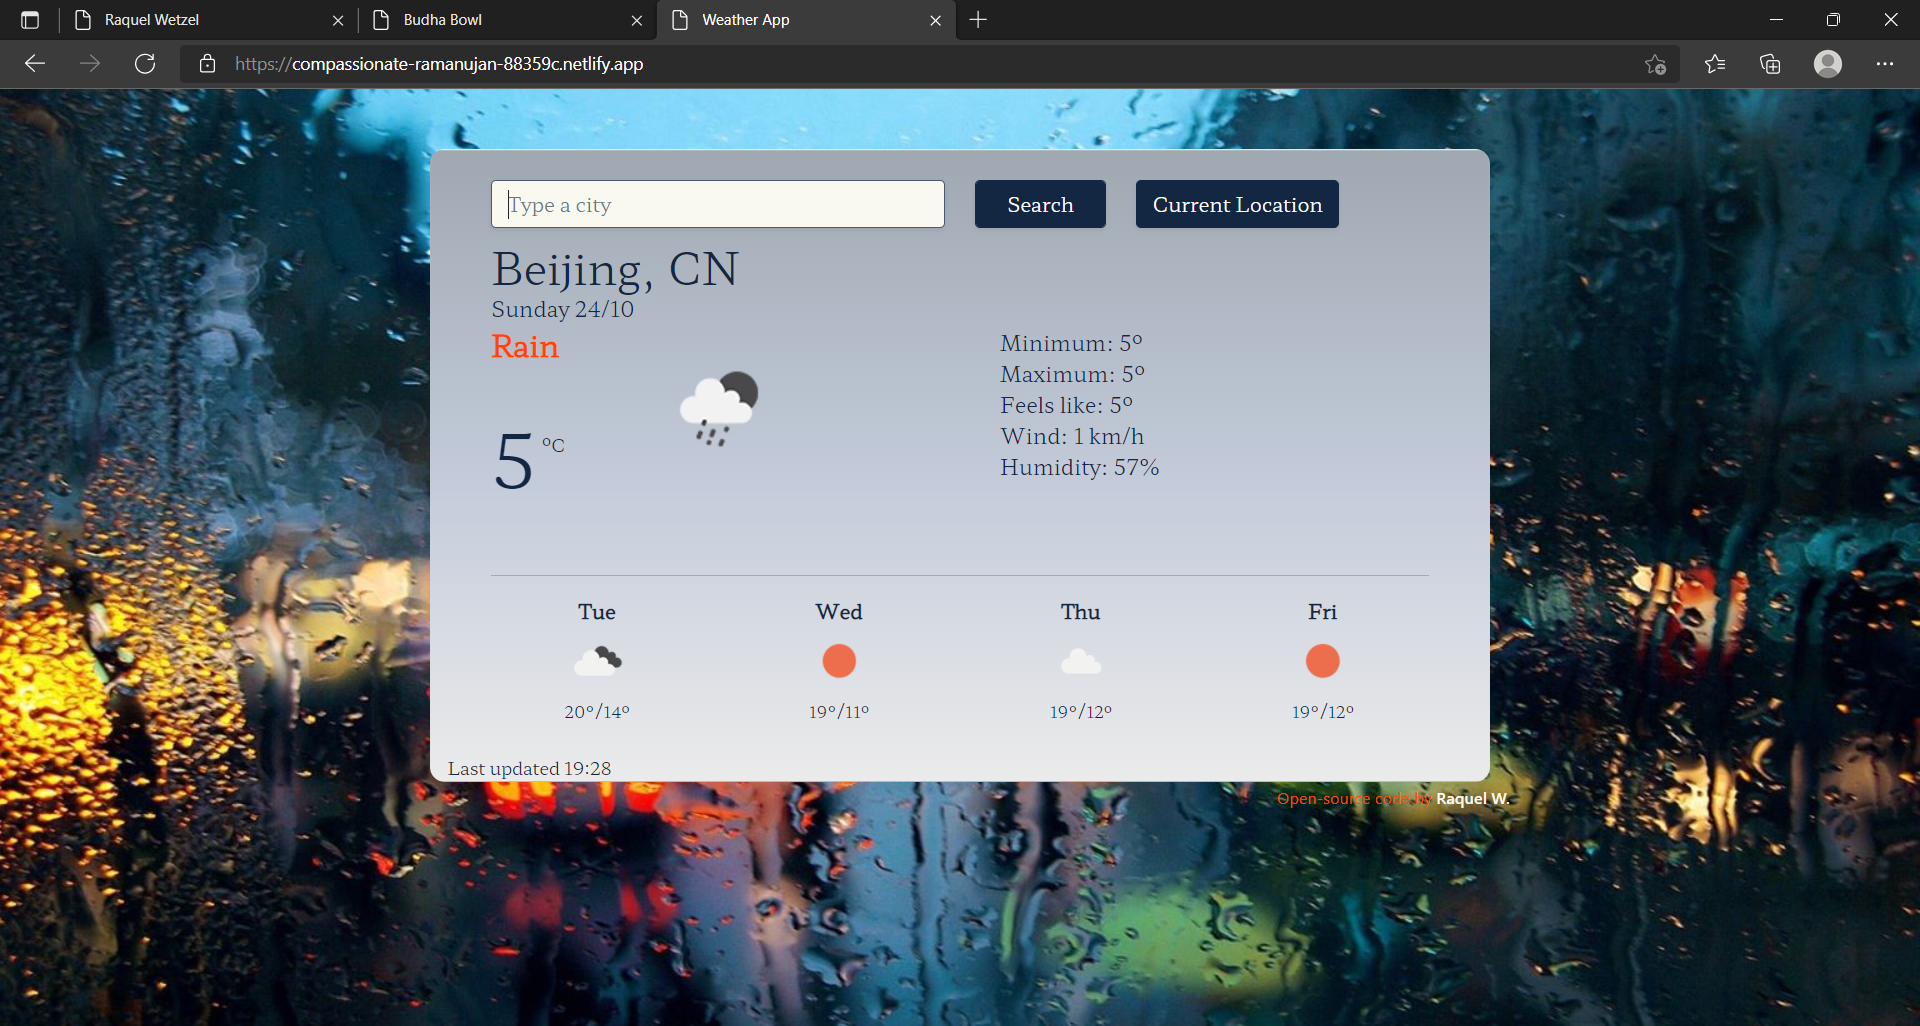 Raquel Wetzel
Budha Bowl
Weather App
https://compassionate-ramanujan-88359c.netlify.app
Type a city
Search
Current Location
Beijing, CN
Sunday 24/10
Rain
5 ºC
Minimum: 5º
Maximum: 5º
Feels like: 5º
Wind: 1 km/h
Humidity: 57%
Tue
Wed
Thu
Fri
20º/14º
19º/11º
19º/12º
19º/12º
Last updated 19:28
Open-source code by Raquel W.